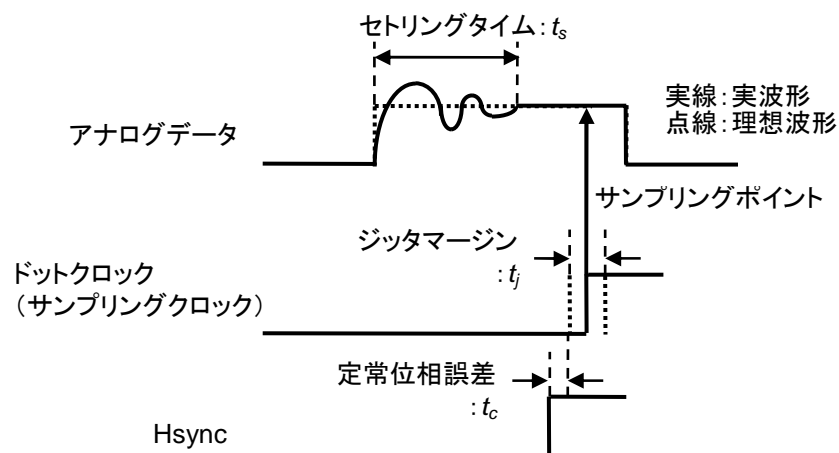 セトリングタイム:ts
実線:実波形
点線:理想波形
アナログデータ
サンプリングポイント
ジッタマージン
:tj
ドットクロック
(サンプリングクロック)
定常位相誤差
:tc
Hsync